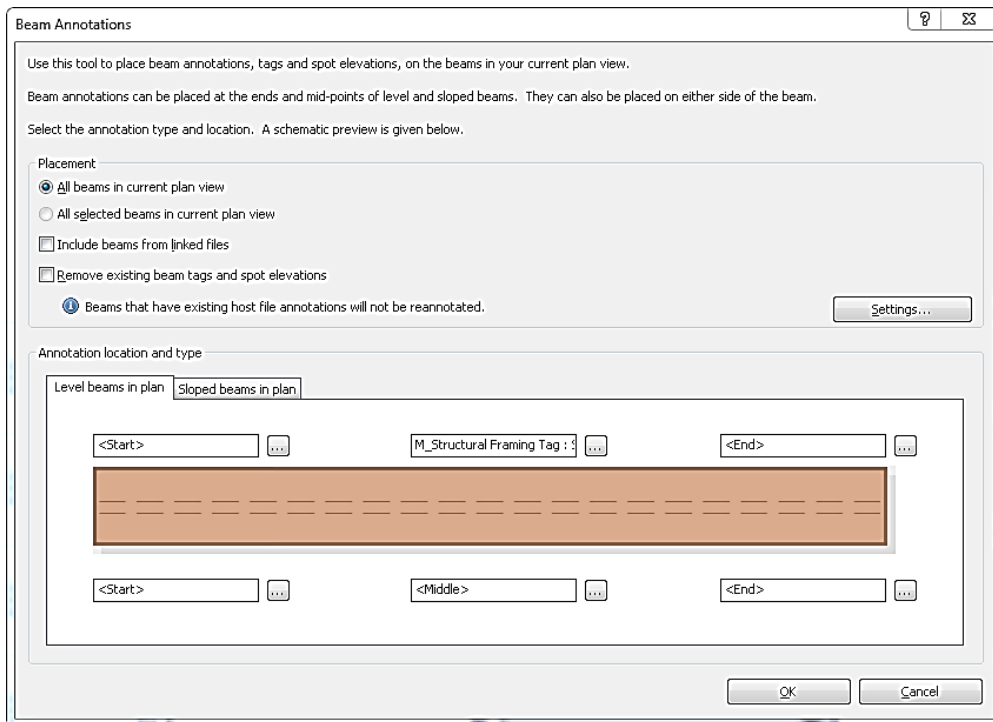 Beam Annotations
Use this tool to place beam annotations, tags and spot elevations, on the beams in your current plan view.
Beam annotations can be placed at the ends and mid-points of level and sloped beams. They can also be placed on either side of the beam.
Select the annotation type and location. A schematic preview is given below.
Placement
All beams in current plan view
All selected beams in current plan view
Include beams from linked files
Remove existing beam tags and spot elevations
Beams that have existing host file annotations will not be reannotated.
Settings...
Annotation location and type
Level beams in plan Sloped beams in plan
<Start> ... M_Structural Framing Tag : ... <End> ...
<Start> ... <Middle> ... <End> ...
OK Cancel